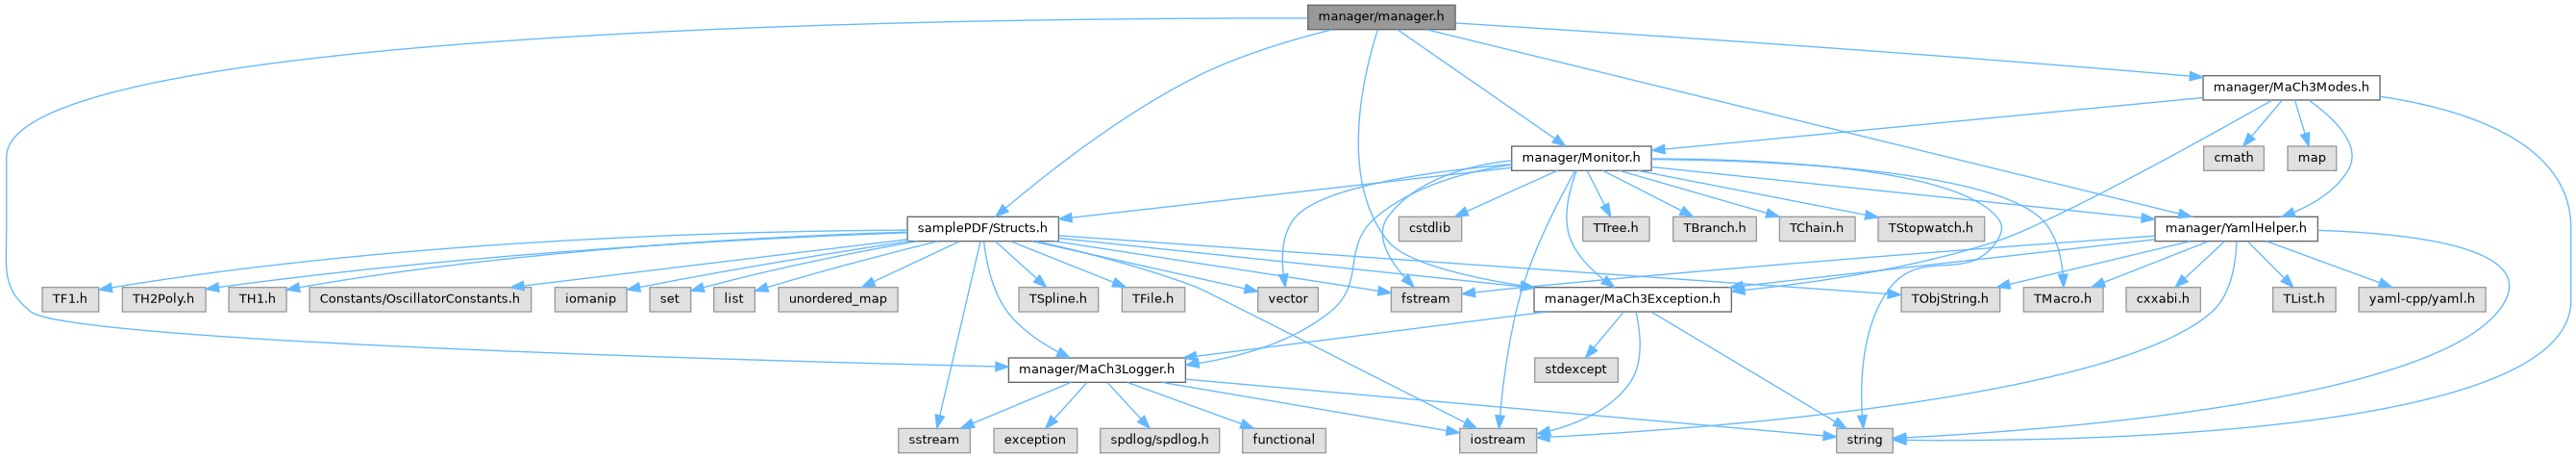 manager/manager.h
manager/MaCh3Modes.h
manager/Monitor.h
cmath
map
samplePDF/Structs.h
cstdlib
TTree.h
TBranch.h
TChain.h
TStopwatch.h
manager/YamlHelper.h
TF1.h
TH2Poly.h
TH1.h
Constants/OscillatorConstants.h
iomanip
set
list
unordered_map
TSpline.h
TFile.h
vector
fstream
manager/MaCh3Exception.h
TObjString.h
TMacro.h
cxxabi.h
TList.h
yaml-cpp/yaml.h
manager/MaCh3Logger.h
stdexcept
sstream
exception
spdlog/spdlog.h
functional
iostream
string